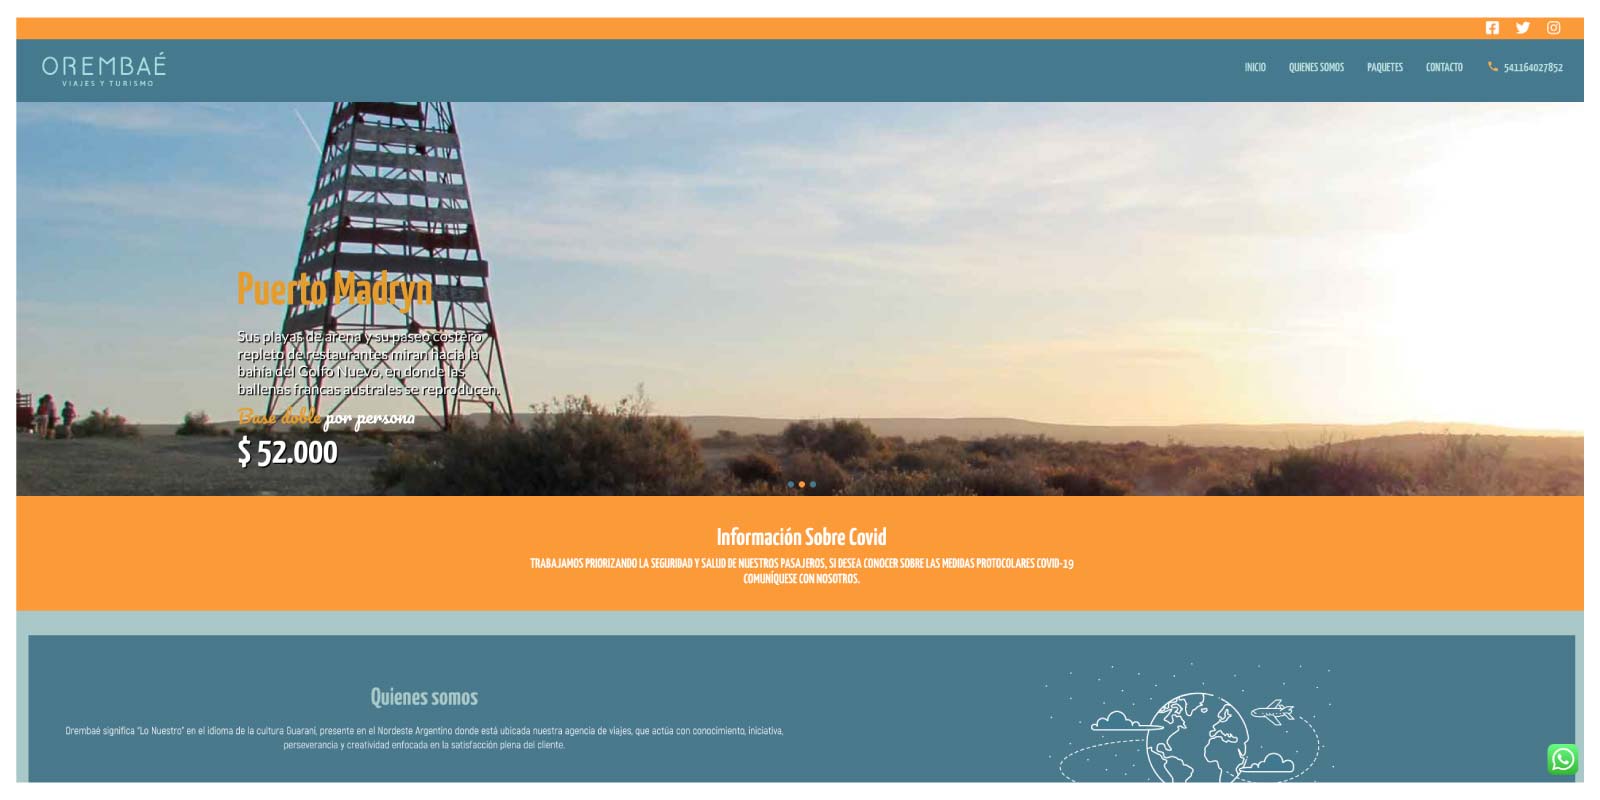 OREMBAÉ
VIAJES Y TURISMO
INICIO QUIENES SOMOS PAQUETES CONTACTO 541164027852
Puerto Madryn
Sus playas de arena y su paseo costero
repleto de restaurantes miran hacia la
bahía del Golfo Nuevo, en donde las
ballenas francas australes se reproducen.
Base doble por persona
$ 52.000
Información Sobre Covid
TRABAJAMOS PRIORIZANDO LA SEGURIDAD Y SALUD DE NUESTROS PASAJEROS, SI DESEA CONOCER SOBRE LAS MEDIDAS PROTOCOLARES COVID-19
COMUNÍQUESE CON NOSOTROS.
Quienes somos
Orembaé significa "Lo Nuestro" en el idioma de la cultura Guaraní, presente en el Nordeste Argentino donde está ubicada nuestra agencia de viajes, que actúa con conocimiento, iniciativa,
perseverancia y creatividad enfocada en la satisfacción plena del cliente.